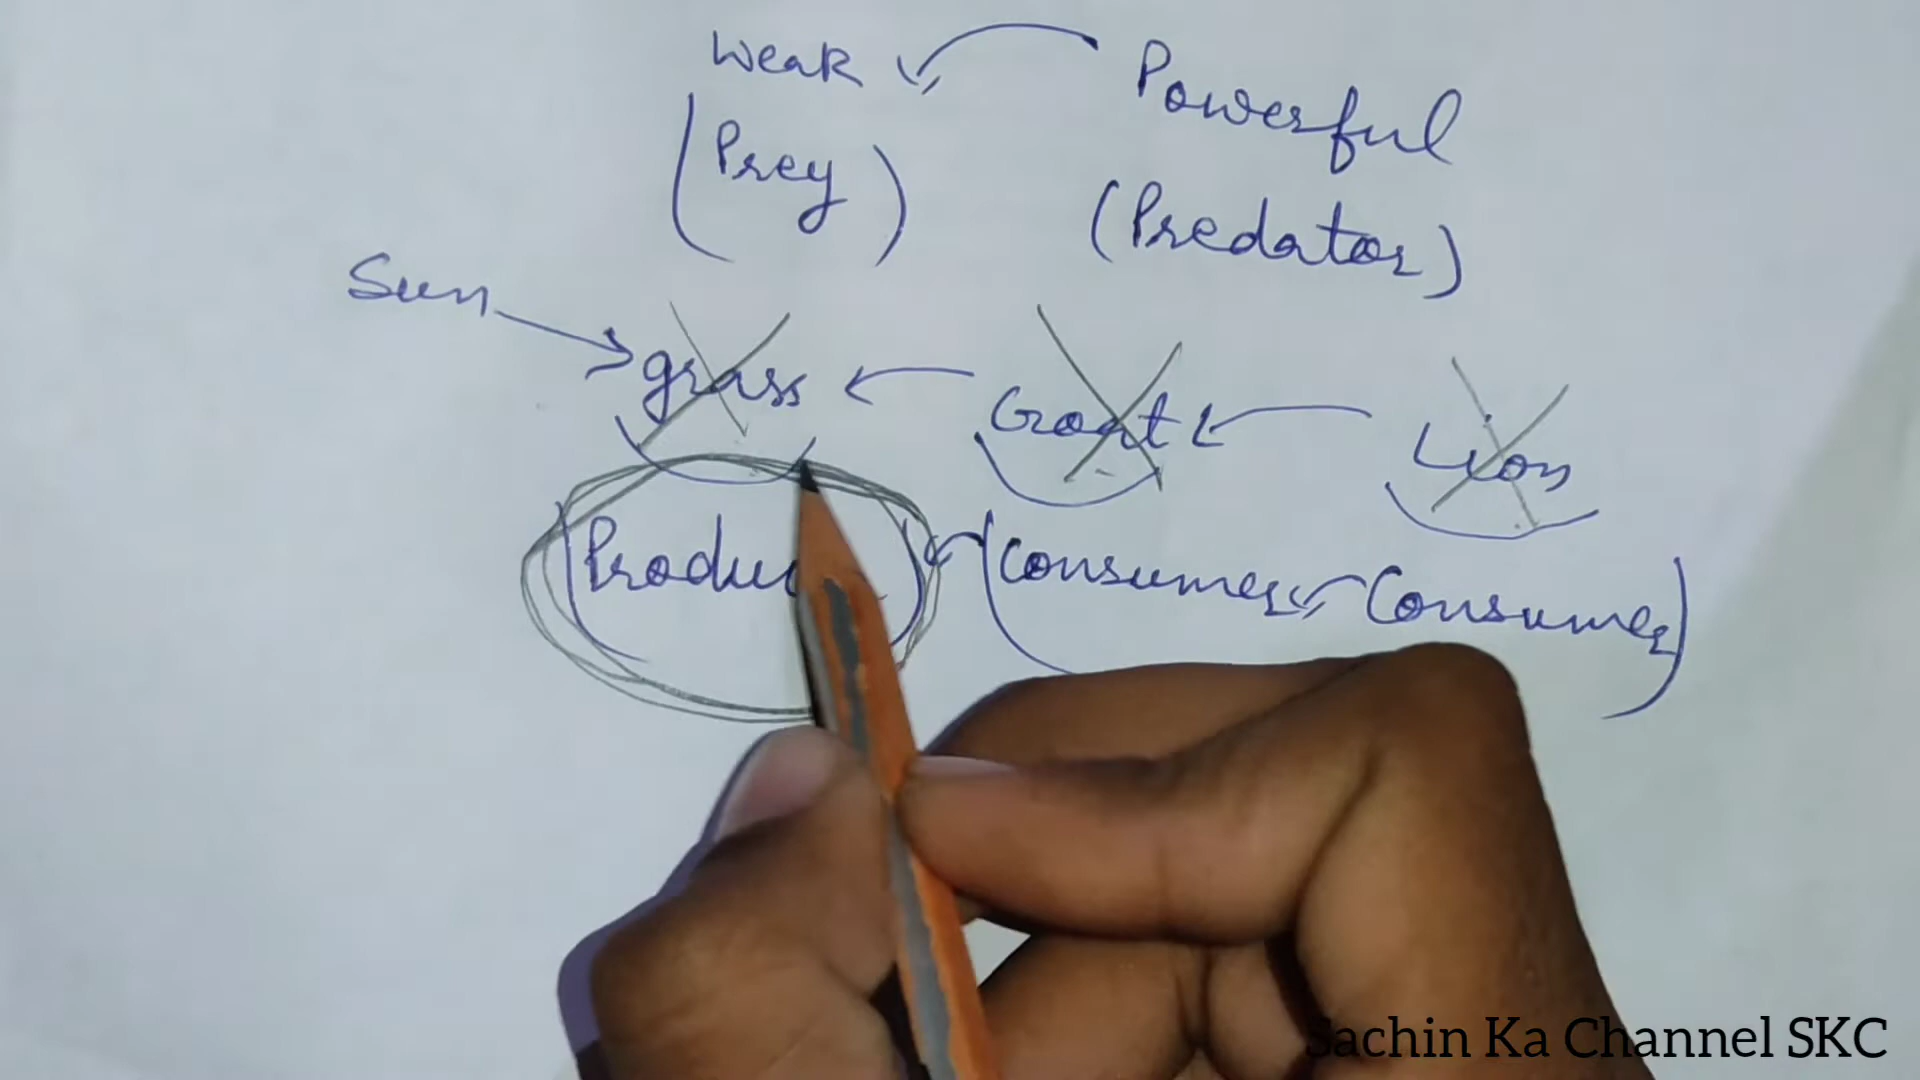 Weak Powerful
(Prey) (Predator)
Sun
grass Goat Lion
(Consumer Consumer)
Sachin Ka Channel SKC